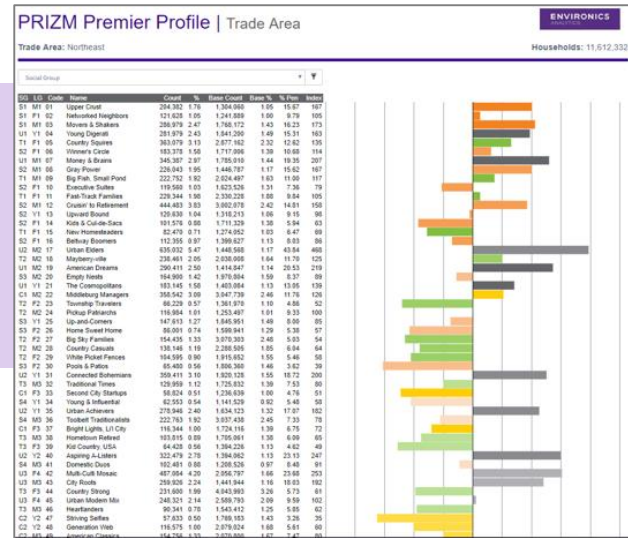 PRIZM Premier Profile | Trade Area
ENVIRONICS
ANALYTICS
Trade Area: Northeast
Households: 11,612,332
Social Group
SG LG Code Name Count % Base Count Base % % Pen Index
S1 M1 01 Upper Crust 204,382 1.76 1,304,060 1.05 15.67 167
S1 F1 02 Networked Neighbors 121,628 1.05 1,241,889 1.00 9.79 105
S1 M1 03 Movers & Shakers 286,979 2.47 1,768,172 1.43 16.23 173
U1 Y1 04 Young Digerati 281,979 2.43 1,841,200 1.49 15.31 163
T1 F1 05 Country Squires 363,079 3.13 2,877,162 2.32 12.62 135
S2 F1 06 Winner's Circle 183,378 1.58 1,717,006 1.39 10.68 114
U1 M1 07 Money & Brains 345,387 2.97 1,785,010 1.44 19.35 207
S2 M1 08 Gray Power 226,043 1.95 1,446,787 1.17 15.62 167
T1 M1 09 Big Fish, Small Pond 222,752 1.92 2,024,497 1.63 11.00 117
S2 F1 10 Executive Suites 119,560 1.03 1,623,526 1.31 7.36 79
T1 F1 11 Fast-Track Families 229,344 1.98 2,330,228 1.88 9.84 105
S2 M1 12 Cruisin' to Retirement 444,483 3.83 3,002,078 2.42 14.81 158
S2 Y1 13 Upward Bound 120,630 1.04 1,318,213 1.06 9.15 98
S2 F1 14 Kids & Cul-de-Sacs 101,576 0.88 1,711,329 1.38 5.94 63
T1 F1 15 New Homesteaders 82,470 0.71 1,274,052 1.03 6.47 69
S2 F1 16 Beltway Boomers 112,355 0.97 1,399,627 1.13 8.03 86
U2 M2 17 Urban Elders 635,032 5.47 1,448,568 1.17 43.84 468
T2 M2 18 Mayberry-ville 238,461 2.05 2,038,008 1.64 11.70 125
U1 M2 19 American Dreams 290,411 2.50 1,414,847 1.14 20.53 219
S3 M2 20 Empty Nests 164,900 1.42 1,970,804 1.59 8.37 89
U1 Y1 21 The Cosmopolitans 183,145 1.58 1,403,084 1.13 13.05 139
C1 M2 22 Middleburg Managers 358,542 3.09 3,047,739 2.46 11.76 126
T2 F2 23 Township Travelers 66,229 0.57 1,361,970 1.10 4.86 52
T2 M2 24 Pickup Patriarchs 116,984 1.01 1,253,497 1.01 9.33 100
S3 Y1 25 Up-and-Comers 147,613 1.27 1,845,951 1.49 8.00 85
S3 F2 26 Home Sweet Home 86,001 0.74 1,599,941 1.29 5.38 57
T2 F2 27 Big Sky Families 154,435 1.33 3,070,303 2.48 5.03 54
T2 M2 28 Country Casuals 138,146 1.19 2,288,505 1.85 6.04 64
T2 F2 29 White Picket Fences 104,595 0.90 1,915,652 1.55 5.46 58
S3 F2 30 Pools & Patios 65,480 0.56 1,806,360 1.46 3.82 39
U2 Y1 31 Connected Bohemians 359,411 3.10 1,920,128 1.55 18.72 200
T3 M3 32 Traditional Times 129,959 1.12 1,725,832 1.39 7.53 80
C1 F3 33 Second City Startups 58,824 0.51 1,236,639 1.00 4.76 51
S4 Y1 34 Young & Influential 62,553 0.54 1,141,529 0.92 5.48 58
U2 Y1 35 Urban Achievers 278,946 2.40 1,634,123 1.32 17.07 182
S4 M3 36 Toolbelt Traditionalists 222,763 1.92 3,037,438 2.45 7.33 78
C1 F3 37 Bright Lights, Li'l City 116,344 1.00 1,724,116 1.39 6.75 72
T3 M3 38 Hometown Retired 103,815 0.89 1,705,061 1.38 6.09 65
T3 F3 39 Kid Country, USA 64,428 0.56 1,394,226 1.13 4.62 49
U2 Y2 40 Aspiring A-Listers 322,479 2.78 1,394,062 1.13 23.13 247
S4 M3 41 Domestic Duos 102,481 0.88 1,208,526 0.97 8.48 91
U3 F4 42 Multi-Culti Mosaic 487,084 4.20 2,056,797 1.66 23.68 253
U3 M3 43 City Roots 259,926 2.24 1,441,944 1.16 18.03 192
T3 F3 44 Country Strong 231,600 1.99 4,043,993 3.26 5.73 61
U3 F4 45 Urban Modern Mix 248,321 2.14 2,589,793 2.09 9.59 102
T3 M3 46 Heartlanders 90,341 0.78 1,543,412 1.25 5.85 62
C2 Y2 47 Striving Selfies 57,633 0.50 1,769,183 1.43 3.26 35
C2 Y2 48 Generation Web 116,575 1.00 2,079,024 1.68 5.61 60
C2 M3 49 American Classics